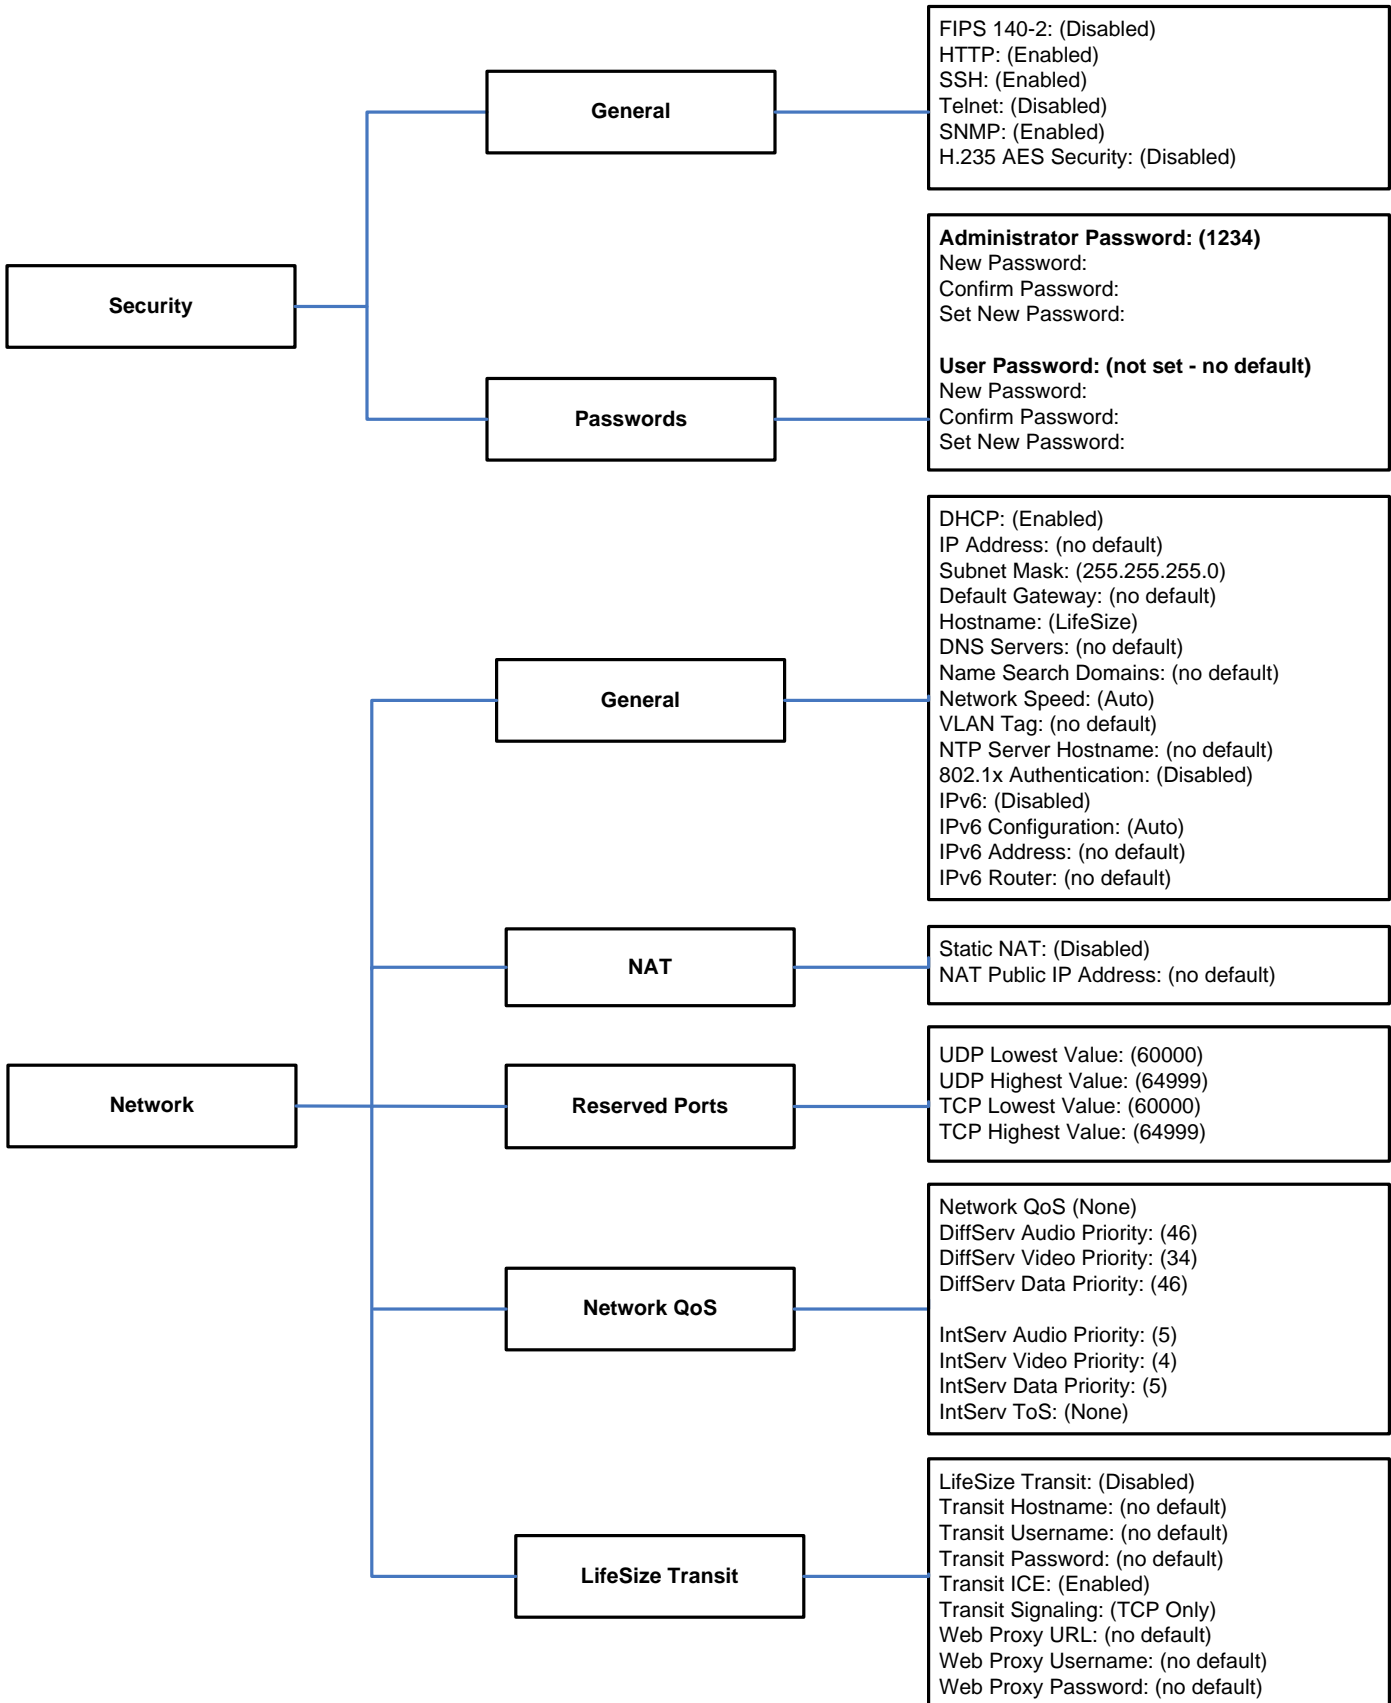 Security
General
FIPS 140-2: (Disabled)
HTTP: (Enabled)
SSH: (Enabled)
Telnet: (Disabled)
SNMP: (Enabled)
H.235 AES Security: (Disabled)
Passwords
Administrator Password: (1234)
New Password:
Confirm Password:
Set New Password:
User Password: (not set - no default)
New Password:
Confirm Password:
Set New Password:
Network
General
DHCP: (Enabled)
IP Address: (no default)
Subnet Mask: (255.255.255.0)
Default Gateway: (no default)
Hostname: (LifeSize)
DNS Servers: (no default)
Name Search Domains: (no default)
Network Speed: (Auto)
VLAN Tag: (no default)
NTP Server Hostname: (no default)
802.1x Authentication: (Disabled)
IPv6: (Disabled)
IPv6 Configuration: (Auto)
IPv6 Address: (no default)
IPv6 Router: (no default)
NAT
Static NAT: (Disabled)
NAT Public IP Address: (no default)
Reserved Ports
UDP Lowest Value: (60000)
UDP Highest Value: (64999)
TCP Lowest Value: (60000)
TCP Highest Value: (64999)
Network QoS
Network QoS (None)
DiffServ Audio Priority: (46)
DiffServ Video Priority: (34)
DiffServ Data Priority: (46)
IntServ Audio Priority: (5)
IntServ Video Priority: (4)
IntServ Data Priority: (5)
IntServ ToS: (None)
LifeSize Transit
LifeSize Transit: (Disabled)
Transit Hostname: (no default)
Transit Username: (no default)
Transit Password: (no default)
Transit ICE: (Enabled)
Transit Signaling: (TCP Only)
Web Proxy URL: (no default)
Web Proxy Username: (no default)
Web Proxy Password: (no default)